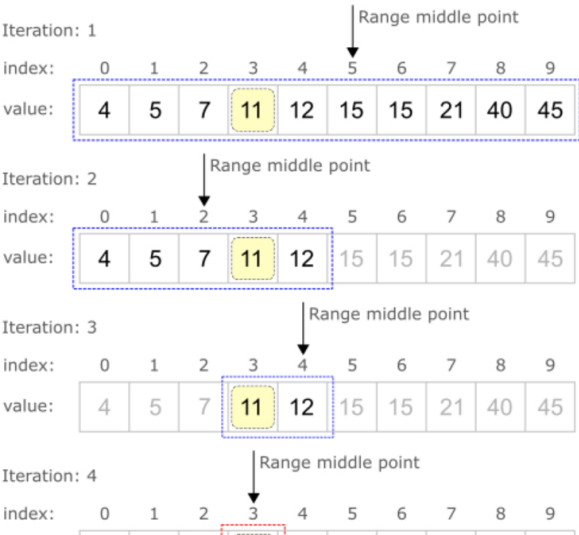 Range middle point
Iteration: 1
index: 0 1 2 3 4 5 6 7 8 9
value: 4 5 7 11 12 15 15 21 40 45
Range middle point
Iteration: 2
index: 0 1 2 3 4 5 6 7 8 9
value: 4 5 7 11 12 15 15 21 40 45
Range middle point
Iteration: 3
index: 0 1 2 3 4 5 6 7 8 9
value: 4 5 7 11 12 15 15 21 40 45
Range middle point
Iteration: 4
index: 0 1 2 3 4 5 6 7 8 9